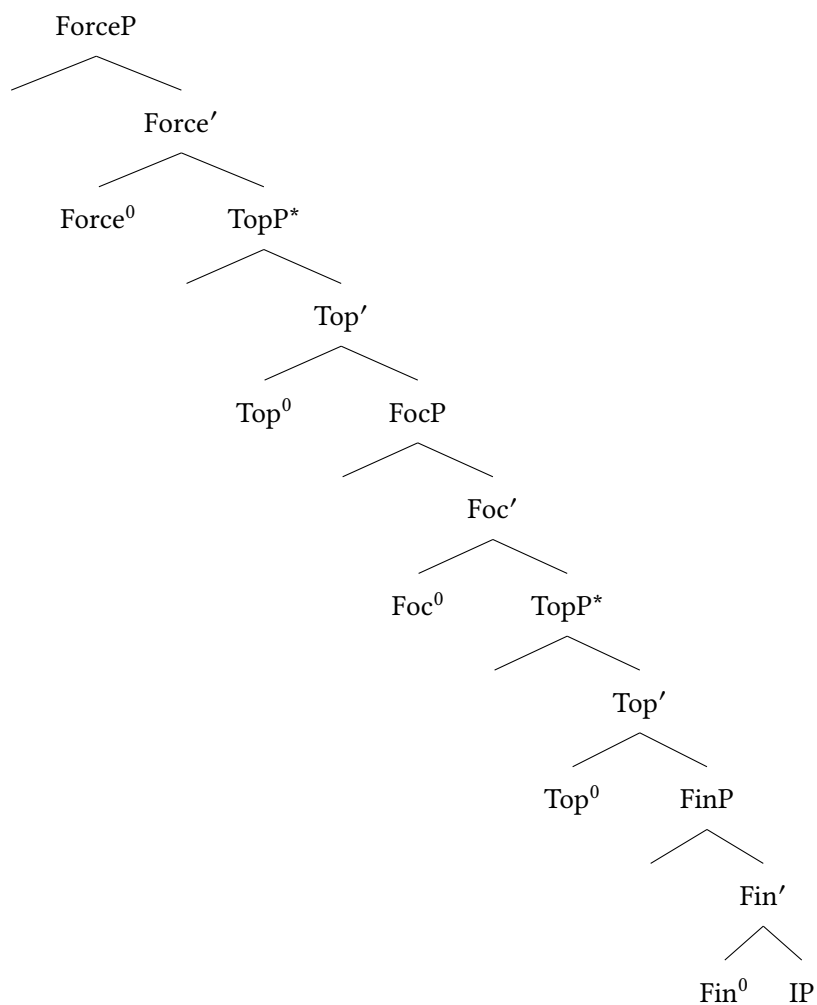 ForceP
Force′
Force⁰ TopP*
Top′
Top⁰ FocP
Foc′
Foc⁰ TopP*
Top′
Top⁰ FinP
Fin′
Fin⁰ IP